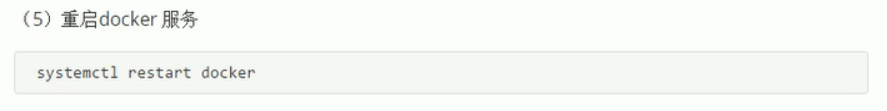 （5）重启docker 服务
systemctl restart docker